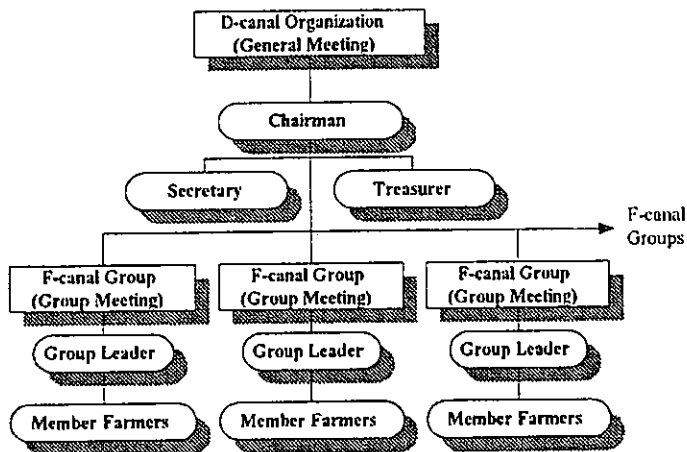 D-canal Organization
(General Meeting)
Chairman
Secretary
Treasurer
F-canal
Groups
F-canal Group
(Group Meeting)
F-canal Group
(Group Meeting)
F-canal Group
(Group Meeting)
Group Leader
Group Leader
Group Leader
Member Farmers
Member Farmers
Member Farmers